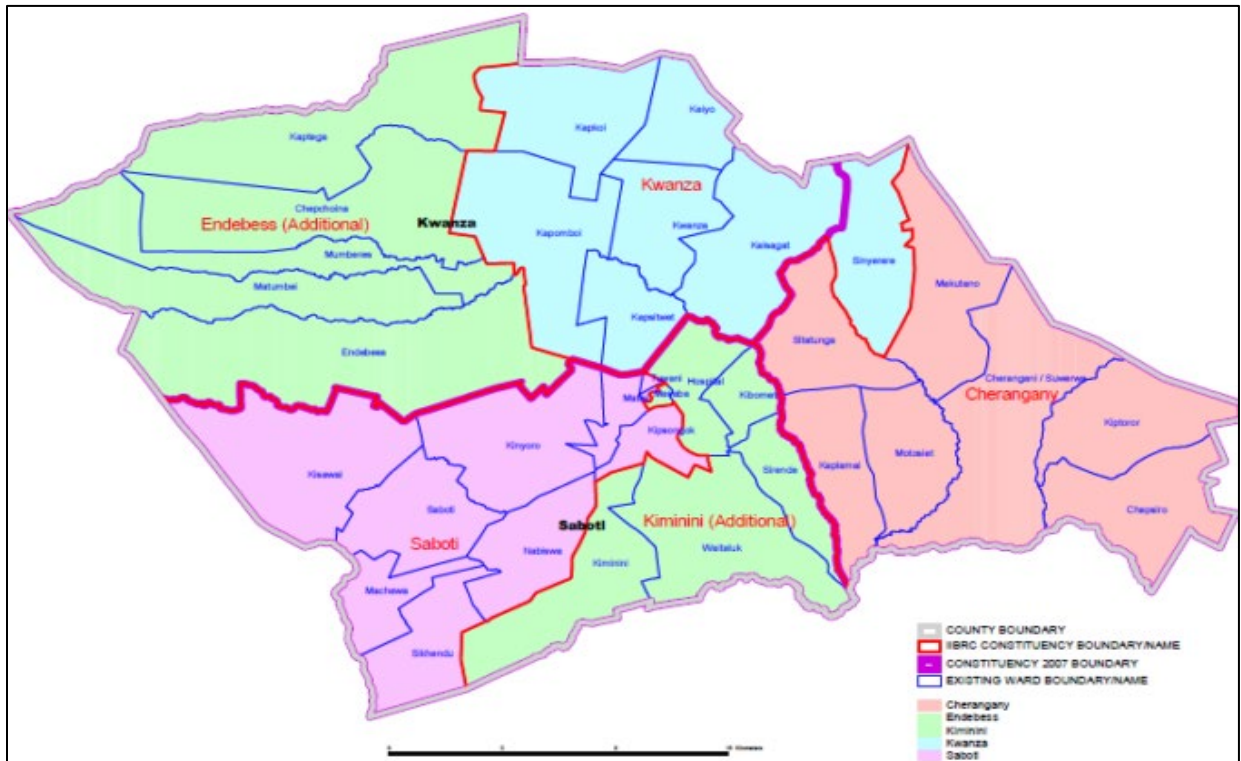 Kaiyo
Kapkoi
Kaptega
Kwanza
Chepchoina
Endebess (Additional)
Kwanza
Kwanza
Kapomboi
Keisagat
Mumberes
Sinyerere
Matumbei
Makutano
Kapsitwet
Endebess
Sitatunga
Cherangani / Suwerwa
Hospital
Cherangany
Kibomet
Kiptoror
Kipsongok
Kinyoro
Motosiet
Kaplamai
Kisawai
Sirende
Saboti
Chepsiro
Saboti
Kiminini (Additional)
Saboti
Nabiswa
Waitaluk
Kiminini
Machewa
Sikhendu
COUNTY BOUNDARY
IIBRC CONSTITUENCY BOUNDARY/NAME
CONSTITUENCY 2007 BOUNDARY
EXISTING WARD BOUNDARY/NAME
Cherangany
Endebess
Kiminini
Kwanza
Saboti